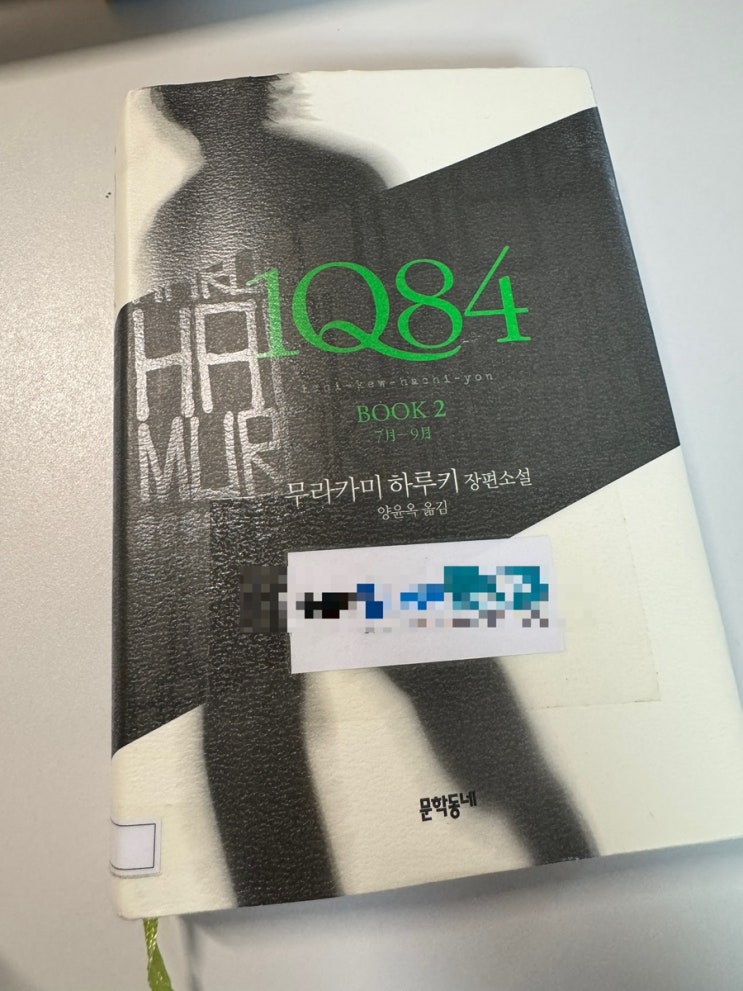 1Q84
ichi-kew-hachi-yon
BOOK 2
7月-9月
HA
MUR
무라카미 하루키 장편소설
양윤옥 옮김
문학동네